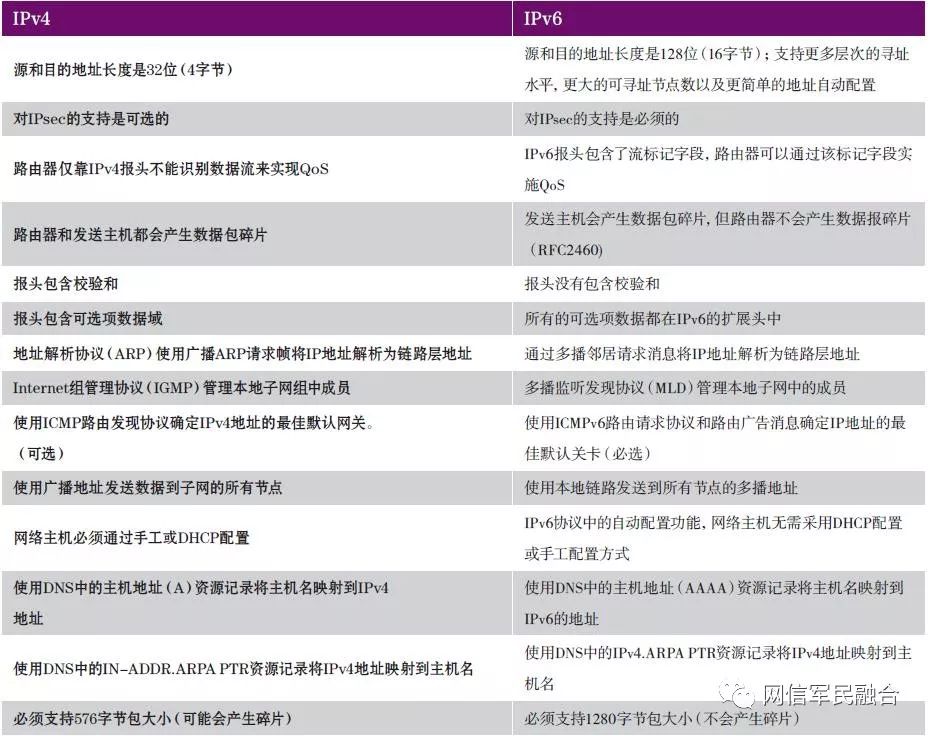 IPv4
IPv6
源和目的地址长度是32位(4字节)
源和目的地址长度是128位(16字节);支持更多层次的寻址
水平,更大的可寻址节点数以及更简单的地址自动配置
对IPsec的支持是可选的
对IPsec的支持是必须的
路由器仅靠IPv4报头不能识别数据流来实现QoS
IPv6报头包含了流标记字段,路由器可以通过该标记字段实
施QoS
路由器和发送主机都会产生数据包碎片
发送主机会产生数据包碎片,但路由器不会产生数据报碎片
(RFC2460)
报头包含校验和
报头没有包含校验和
报头包含可选项数据域
所有的可选项数据都在IPv6的扩展头中
地址解析协议(ARP)使用广播ARP请求帧将IP地址解析为链路层地址
通过多播邻居请求消息将IP地址解析为链路层地址
Internet组管理协议(IGMP)管理本地子网组中成员
多播监听发现协议(MLD)管理本地子网中的成员
使用ICMP路由发现协议确定IPv4地址的最佳默认网关。
(可选)
使用ICMPv6路由请求协议和路由广告消息确定IP地址的最
佳默认关卡(必选)
使用广播地址发送数据到子网的所有节点
使用本地链路发送到所有节点的多播地址
网络主机必须通过手工或DHCP配置
IPv6协议中的自动配置功能,网络主机无需采用DHCP配置
或手工配置方式
使用DNS中的主机地址(A)资源记录将主机名映射到IPv4
地址
使用DNS中的主机地址(AAAA)资源记录将主机名映射到
IPv6的地址
使用DNS中的IN-ADDR.ARPA PTR资源记录将IPv4地址映射到主机名
使用DNS中的IPv4.ARPA PTR资源记录将IPv4地址映射到主
机名
必须支持576字节包大小(可能会产生碎片)
必须支持1280字节包大小(不会产生碎片)
网信军民融合